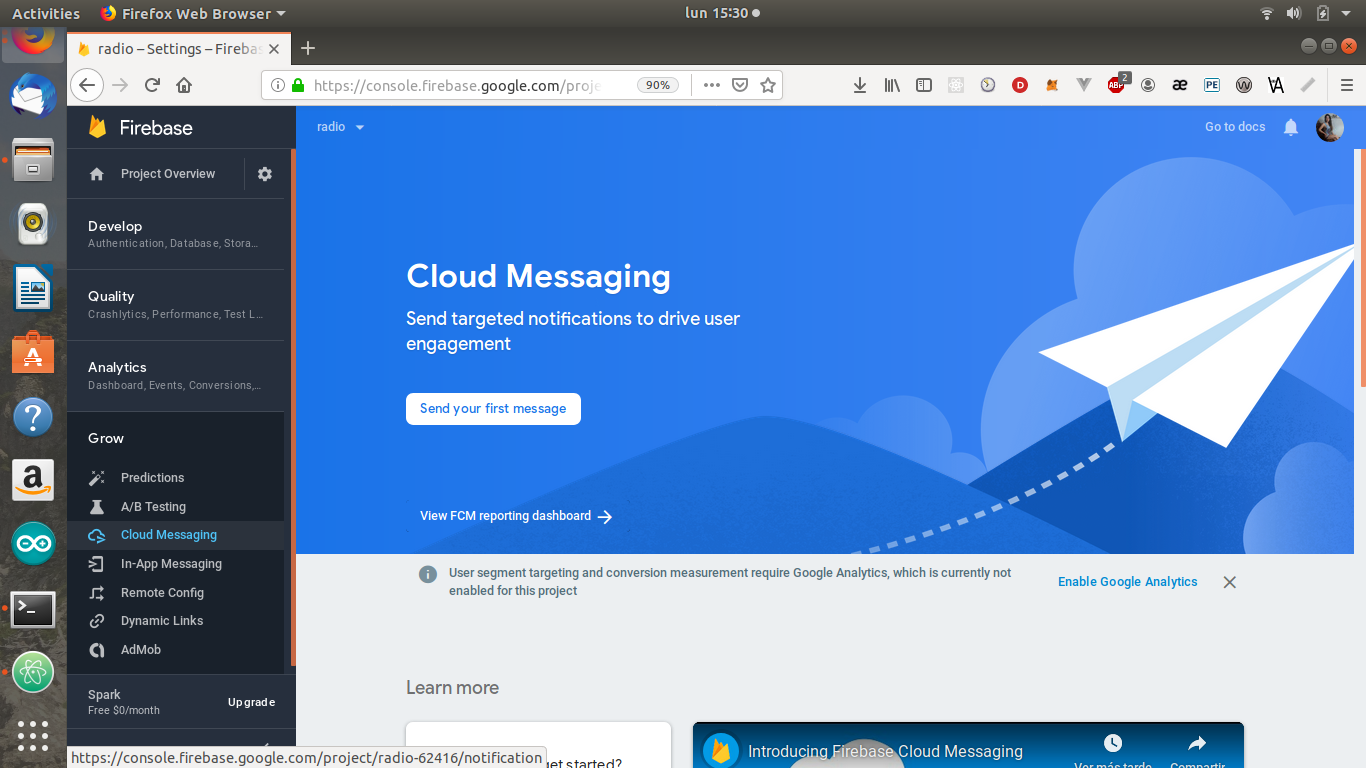 Activities
Firefox Web Browser
lun 15:30
radio – Settings – Fireba
https://console.firebase.google.com/proje
90%
2
Firebase
radio
Go to docs
Project Overview
Develop
Authentication, Database, Stora...
Quality
Crashlytics, Performance, Test L...
Analytics
Dashboard, Events, Conversions,...
Grow
Predictions
A/B Testing
Cloud Messaging
In-App Messaging
Remote Config
Dynamic Links
AdMob
Spark
Free $0/month
Upgrade
Cloud Messaging
Send targeted notifications to drive user
engagement
Send your first message
View FCM reporting dashboard
User segment targeting and conversion measurement require Google Analytics, which is currently not
enabled for this project
Enable Google Analytics
Learn more
get started?
Introducing Firebase Cloud Messaging
Ver más tarde
Compartir
https://console.firebase.google.com/project/radio-62416/notification